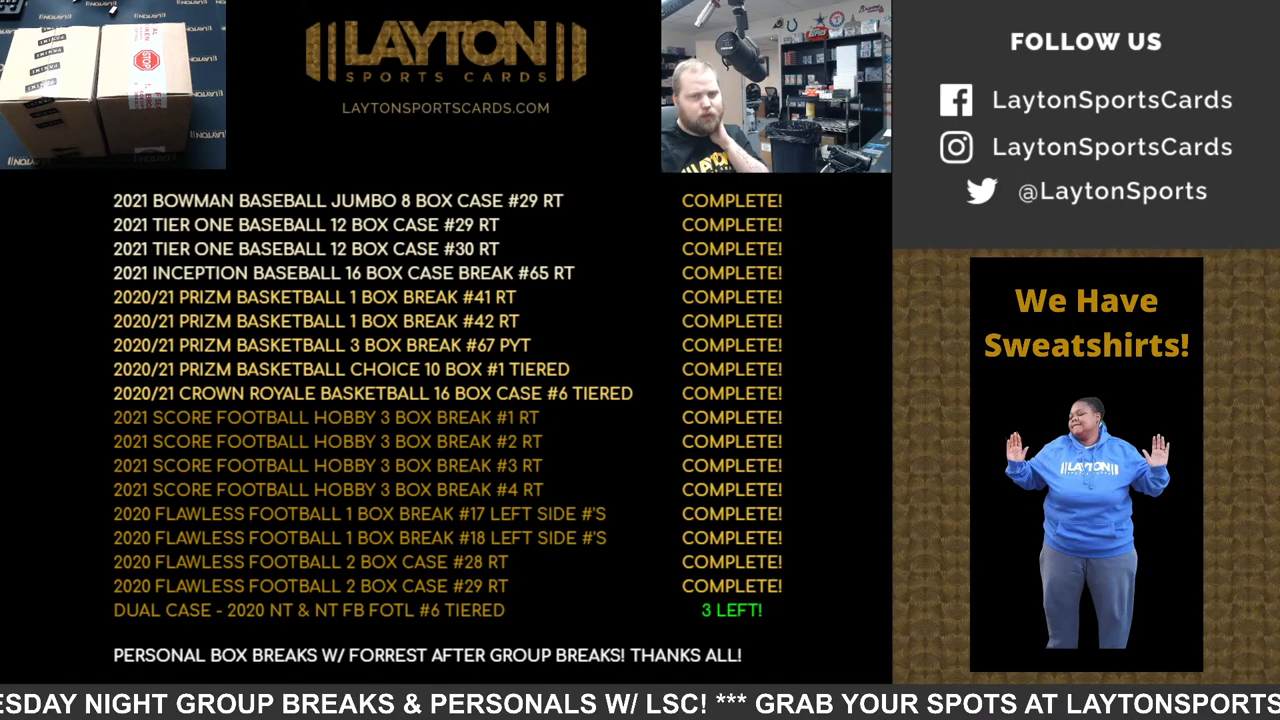 LAYTON
SPORTS CARDS
LAYTONSPORTSCARDS.COM
STOP
2021 BOWMAN BASEBALL JUMBO 8 BOX CASE #29 RT COMPLETE!
2021 TIER ONE BASEBALL 12 BOX CASE #29 RT COMPLETE!
2021 TIER ONE BASEBALL 12 BOX CASE #30 RT COMPLETE!
2021 INCEPTION BASEBALL 16 BOX CASE BREAK #65 RT COMPLETE!
2020/21 PRIZM BASKETBALL 1 BOX BREAK #41 RT COMPLETE!
2020/21 PRIZM BASKETBALL 1 BOX BREAK #42 RT COMPLETE!
2020/21 PRIZM BASKETBALL 3 BOX BREAK #67 PYT COMPLETE!
2020/21 PRIZM BASKETBALL CHOICE 10 BOX #1 TIERED COMPLETE!
2020/21 CROWN ROYALE BASKETBALL 16 BOX CASE #6 TIERED COMPLETE!
2021 SCORE FOOTBALL HOBBY 3 BOX BREAK #1 RT COMPLETE!
2021 SCORE FOOTBALL HOBBY 3 BOX BREAK #2 RT COMPLETE!
2021 SCORE FOOTBALL HOBBY 3 BOX BREAK #3 RT COMPLETE!
2021 SCORE FOOTBALL HOBBY 3 BOX BREAK #4 RT COMPLETE!
2020 FLAWLESS FOOTBALL 1 BOX BREAK #17 LEFT SIDE #'S COMPLETE!
2020 FLAWLESS FOOTBALL 1 BOX BREAK #18 LEFT SIDE #'S COMPLETE!
2020 FLAWLESS FOOTBALL 2 BOX CASE #28 RT COMPLETE!
2020 FLAWLESS FOOTBALL 2 BOX CASE #29 RT COMPLETE!
DUAL CASE - 2020 NT & NT FB FOTL #6 TIERED 3 LEFT!
PERSONAL BOX BREAKS W/ FORREST AFTER GROUP BREAKS! THANKS ALL!
FOLLOW US
LaytonSportsCards
LaytonSportsCards
@LaytonSports
We Have
Sweatshirts!
LAYTON
ESDAY NIGHT GROUP BREAKS & PERSONALS W/ LSC! *** GRAB YOUR SPOTS AT LAYTONSPORTS